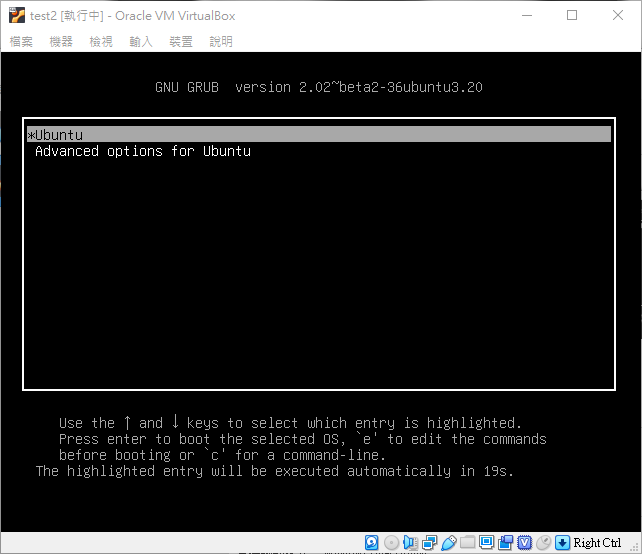 test2 [執行中] - Oracle VM VirtualBox
檔案 機器 檢視 輸入 裝置 說明
GNU GRUB version 2.02~beta2-36ubuntu3.20
*Ubuntu
Advanced options for Ubuntu
Use the ↑ and ↓ keys to select which entry is highlighted.
Press enter to boot the selected OS, `e' to edit the commands
before booting or `c' for a command-line.
The highlighted entry will be executed automatically in 19s.
Right Ctrl